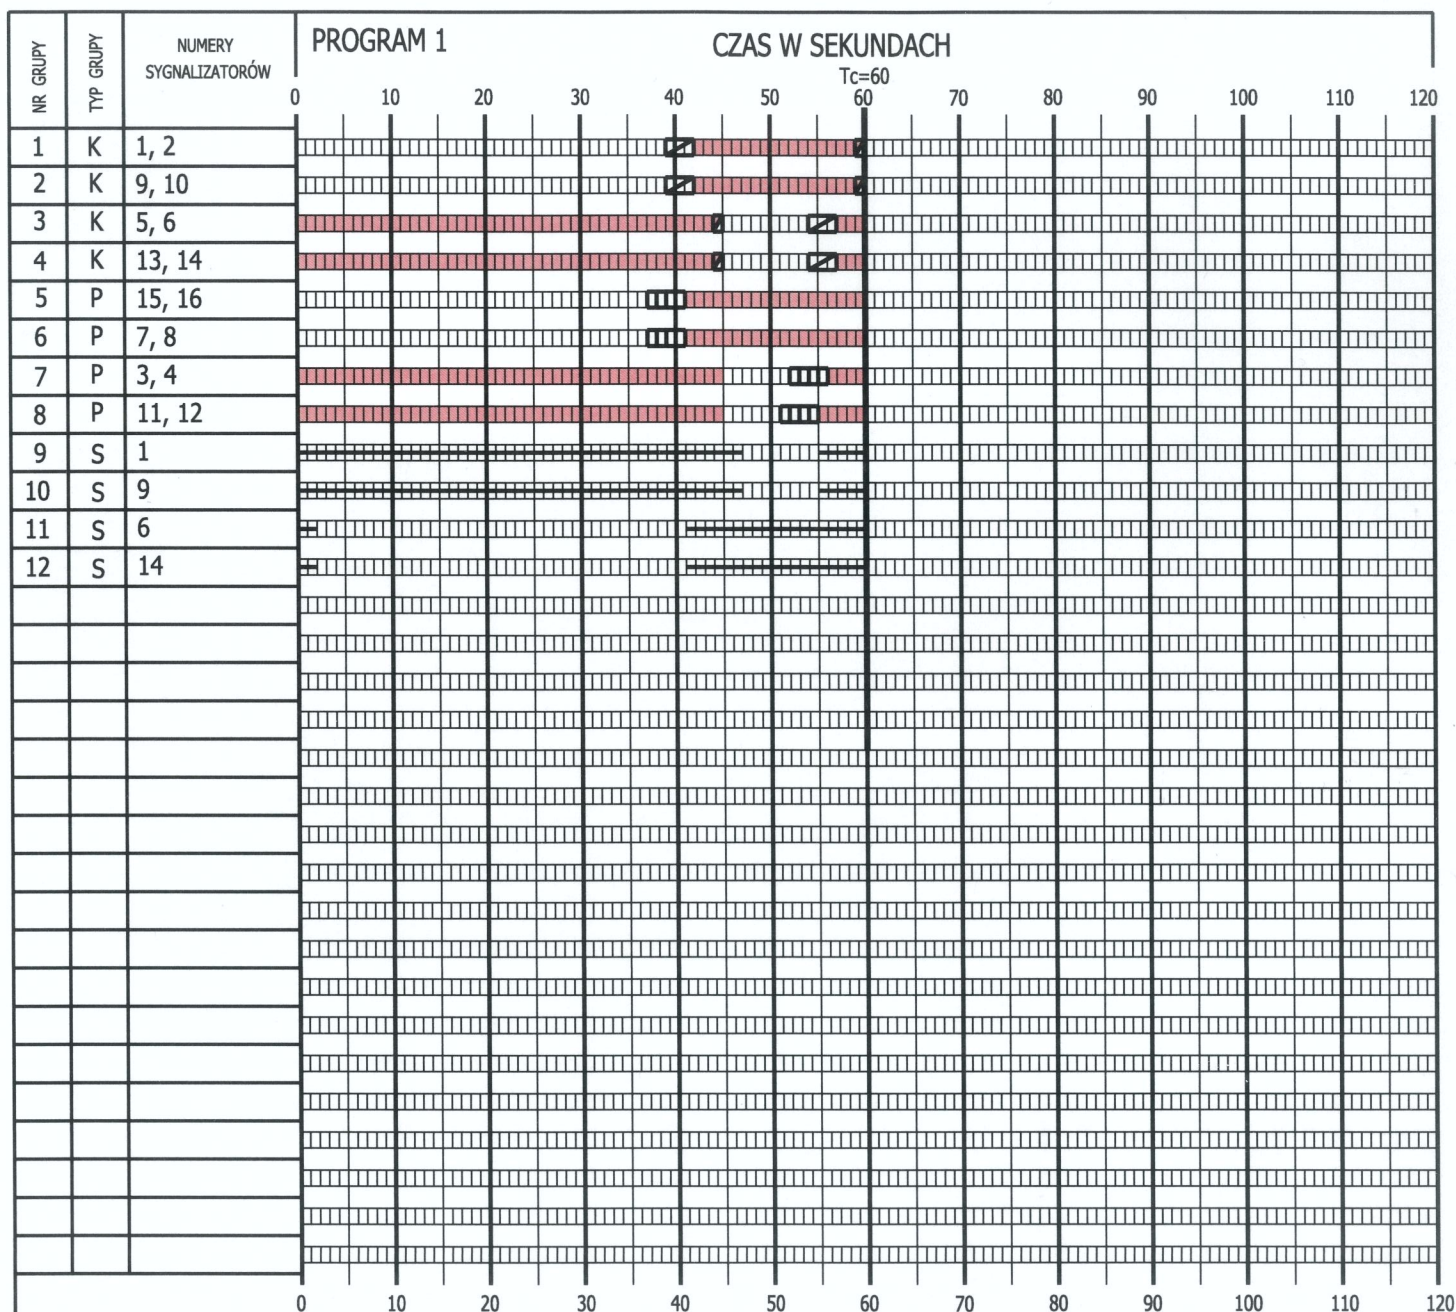 NR GRUPY
TYP GRUPY
NUMERY
SYGNALIZATORÓW
PROGRAM 1
CZAS W SEKUNDACH
Tc=60
0 10 20 30 40 50 60 70 80 90 100 110 120
1 K 1, 2
2 K 9, 10
3 K 5, 6
4 K 13, 14
5 P 15, 16
6 P 7, 8
7 P 3, 4
8 P 11, 12
9 S 1
10 S 9
11 S 6
12 S 14
0 10 20 30 40 50 60 70 80 90 100 110 120